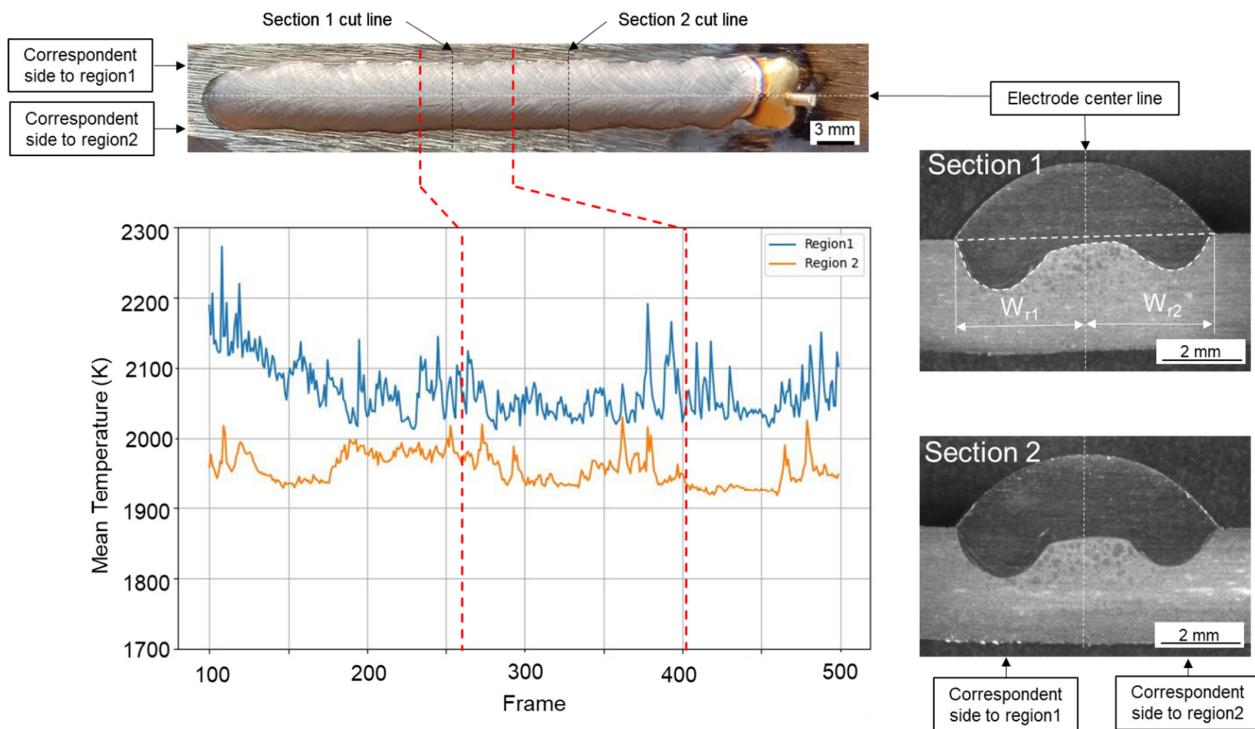 Section 1 cut line
Section 2 cut line
Correspondent
side to region1
Correspondent
side to region2
3 mm
Electrode center line
Section 1
Wr1
Wr2
2 mm
2300
2200
2100
2000
1900
1800
1700
Mean Temperature (K)
Region1
Region 2
100
200
300
400
500
Frame
Section 2
2 mm
Correspondent
side to region1
Correspondent
side to region2